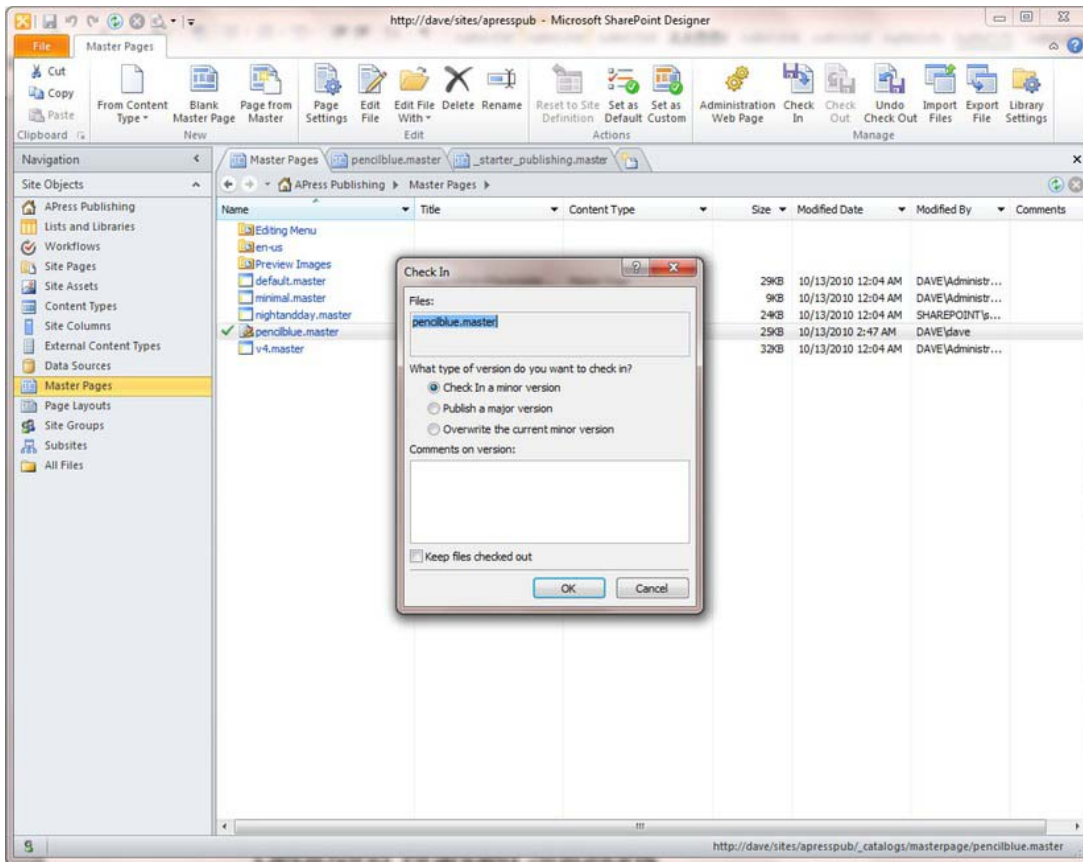 http://dave/sites/apresspub - Microsoft SharePoint Designer
File Master Pages
Cut
Copy
Paste
Clipboard
From Content Type
Blank Master Page
Page from Master
New
Page Settings
Edit File
Edit File With
Delete
Rename
Edit
Reset to Site Definition
Set as Default
Set as Custom
Actions
Administration Web Page
Check In
Check Out
Undo Check Out
Import Files
Export File
Library Settings
Manage
Navigation
Site Objects
APress Publishing
Lists and Libraries
Workflows
Site Pages
Site Assets
Content Types
Site Columns
External Content Types
Data Sources
Master Pages
Page Layouts
Site Groups
Subsites
All Files
Master Pages pencilblue.master _starter_publishing.master
APress Publishing Master Pages
Name Title Content Type Size Modified Date Modified By Comments
Editing Menu
en-us
Preview Images
default.master 29KB 10/13/2010 12:04 AM DAVE\Administr...
minimal.master 9KB 10/13/2010 12:04 AM DAVE\Administr...
nightandday.master 24KB 10/13/2010 12:04 AM SHAREPOINT\s...
pencilblue.master 25KB 10/13/2010 2:47 AM DAVE\dave
v4.master 32KB 10/13/2010 12:04 AM DAVE\Administr...
Check In
Files:
pencilblue.master
What type of version do you want to check in?
Check In a minor version
Publish a major version
Overwrite the current minor version
Comments on version:
Keep files checked out
OK Cancel
http://dave/sites/apresspub/_catalogs/masterpage/pencilblue.master